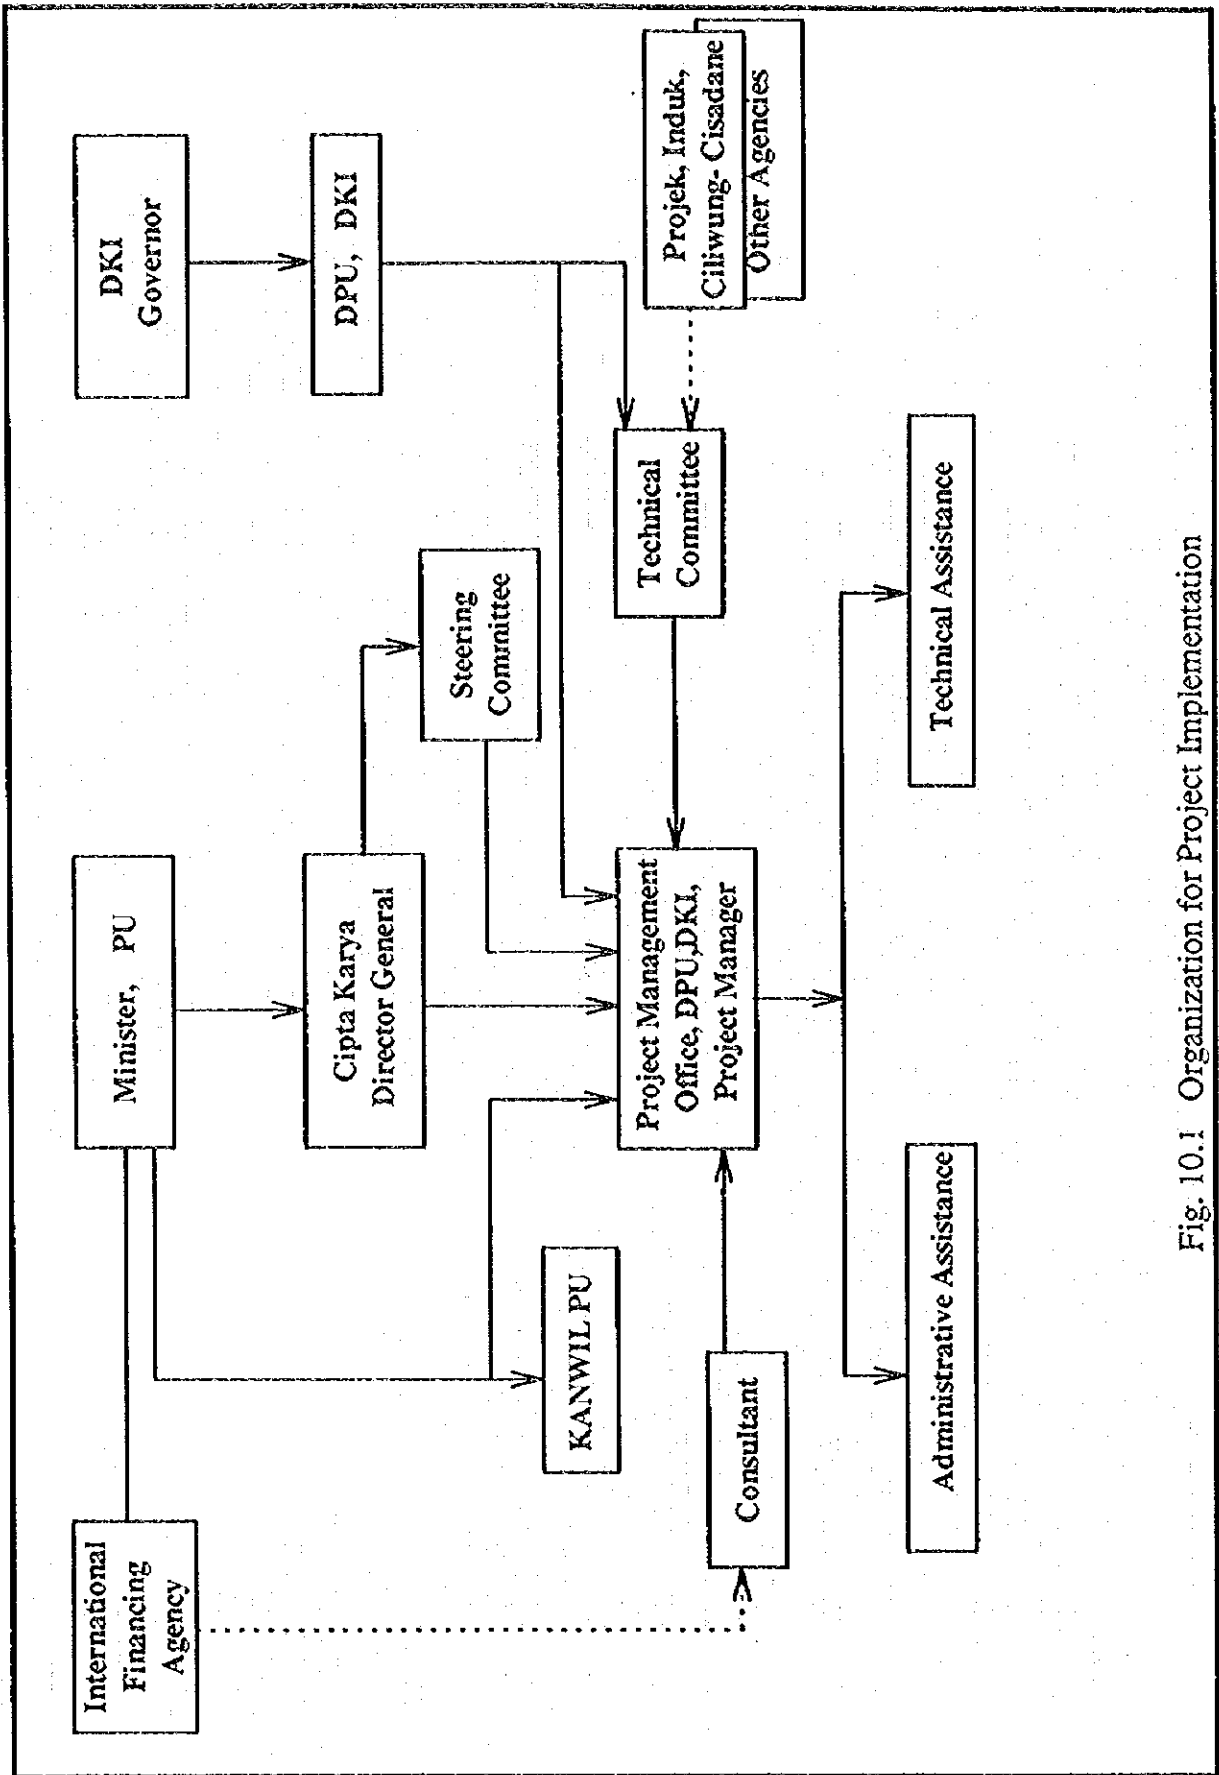 International
Financing
Agency
Minister, PU
DKI
Governor
Cipta Karya
Director General
DPU, DKI
Steering
Committee
KANWIL PU
Project Management
Office, DPU,DKI,
Project Manager
Technical
Committee
Projek, Induk,
Ciliwung- Cisadane
Other Agencies
Consultant
Administrative Assistance
Technical Assistance
Fig. 10.1 Organization for Project Implementation